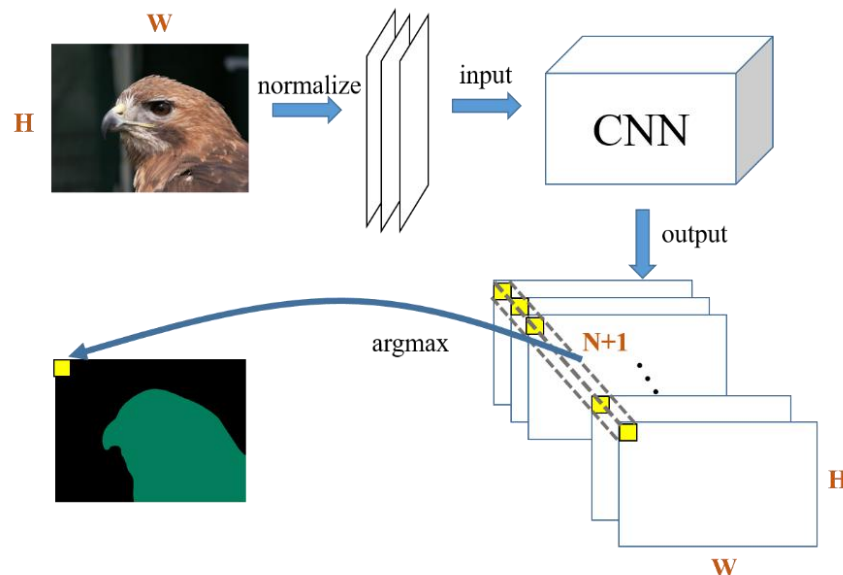 W
H
normalize
input
CNN
output
argmax
N+1
H
W